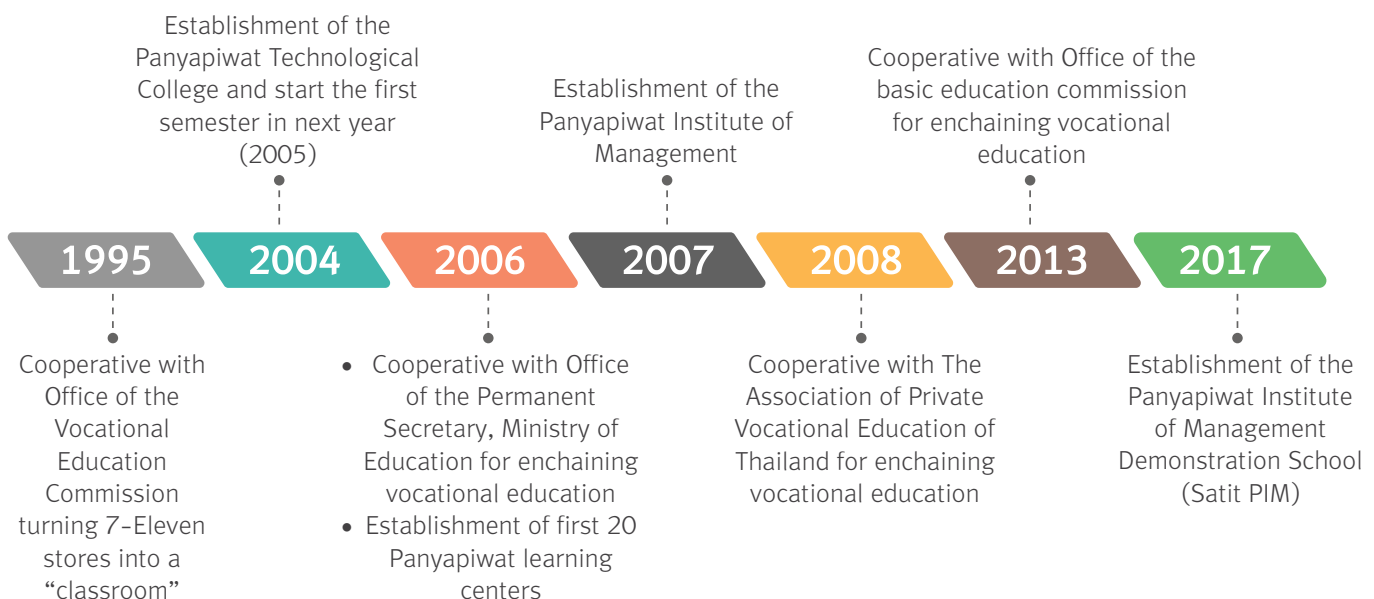 Establishment of the
Panyapiwat Technological
College and start the first
semester in next year
(2005)
Establishment of the
Panyapiwat Institute of
Management
Cooperative with Office of the
basic education commission
for enchaining vocational
education
1995
2004
2006
2007
2008
2013
2017
Cooperative with
Office of the
Vocational
Education
Commission
turning 7-Eleven
stores into a
“classroom”
• Cooperative with Office
of the Permanent
Secretary, Ministry of
Education for enchaining
vocational education
• Establishment of first 20
Panyapiwat learning
centers
Cooperative with The
Association of Private
Vocational Education of
Thailand for enchaining
vocational education
Establishment of the
Panyapiwat Institute
of Management
Demonstration School
(Satit PIM)